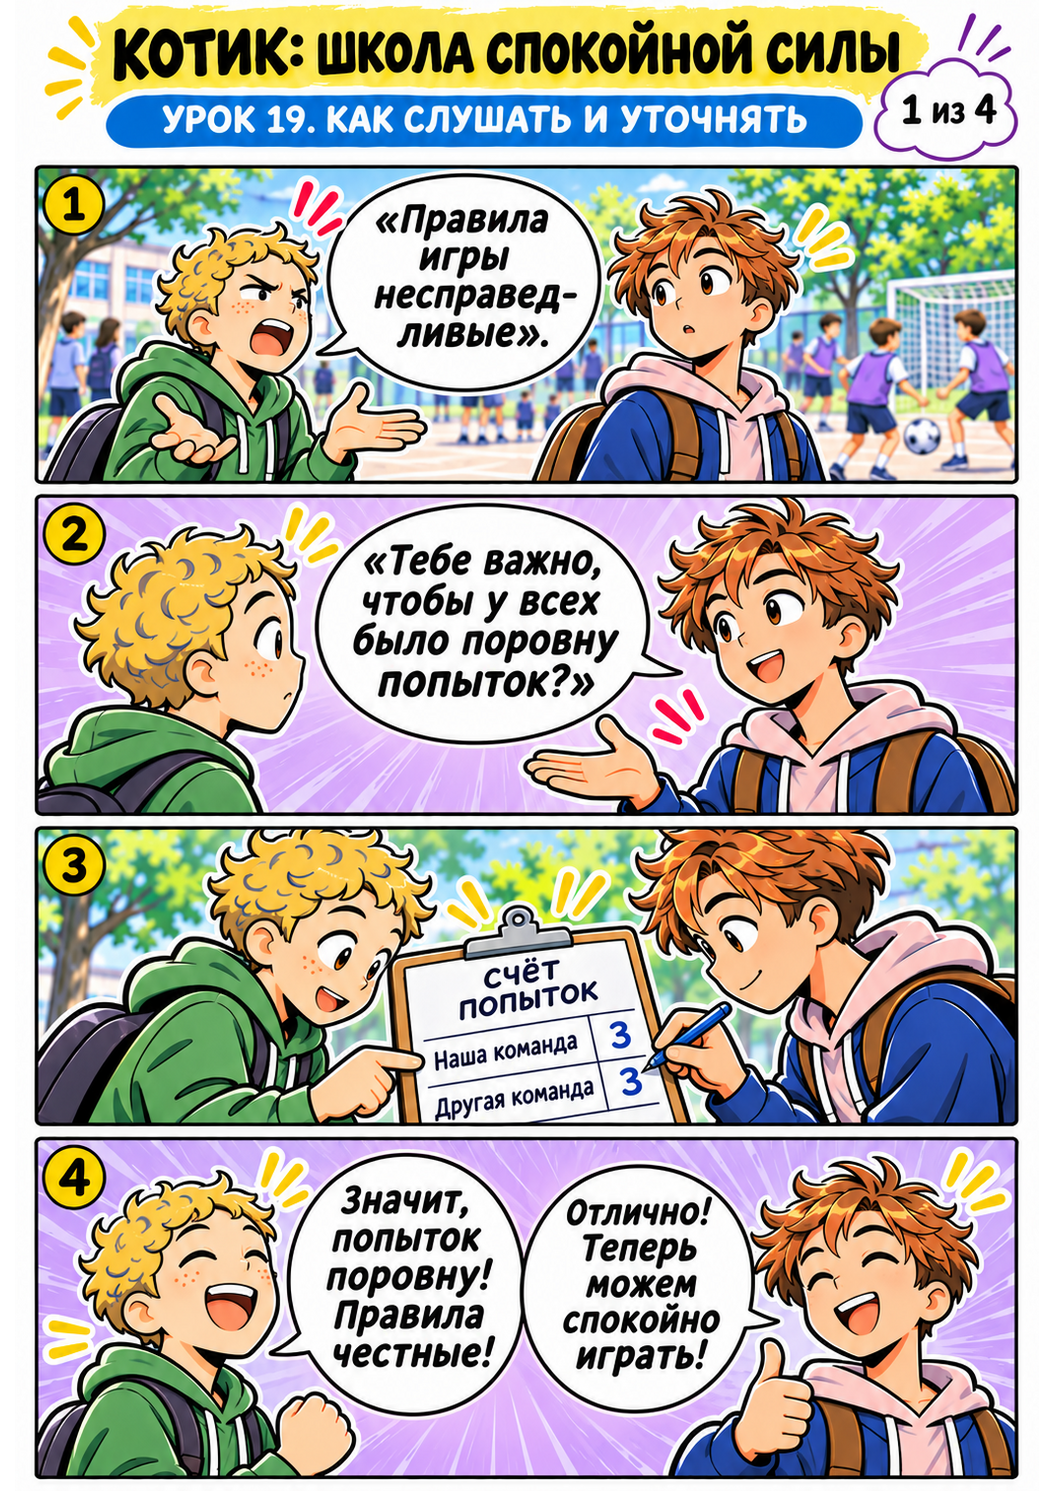 КОТИК: ШКОЛА СПОКОЙНОЙ СИЛЫ
УРОК 19. КАК СЛУШАТЬ И УТОЧНЯТЬ
1 из 4
1
«Правила
игры
несправед-
ливые».
2
«Тебе важно,
чтобы у всех
было поровну
попыток?»
3
СЧЁТ
ПОПЫТОК
Наша команда 3
Другая команда 3
4
Значит,
попыток
поровну!
Правила
честные!
Отлично!
Теперь
можем
спокойно
играть!